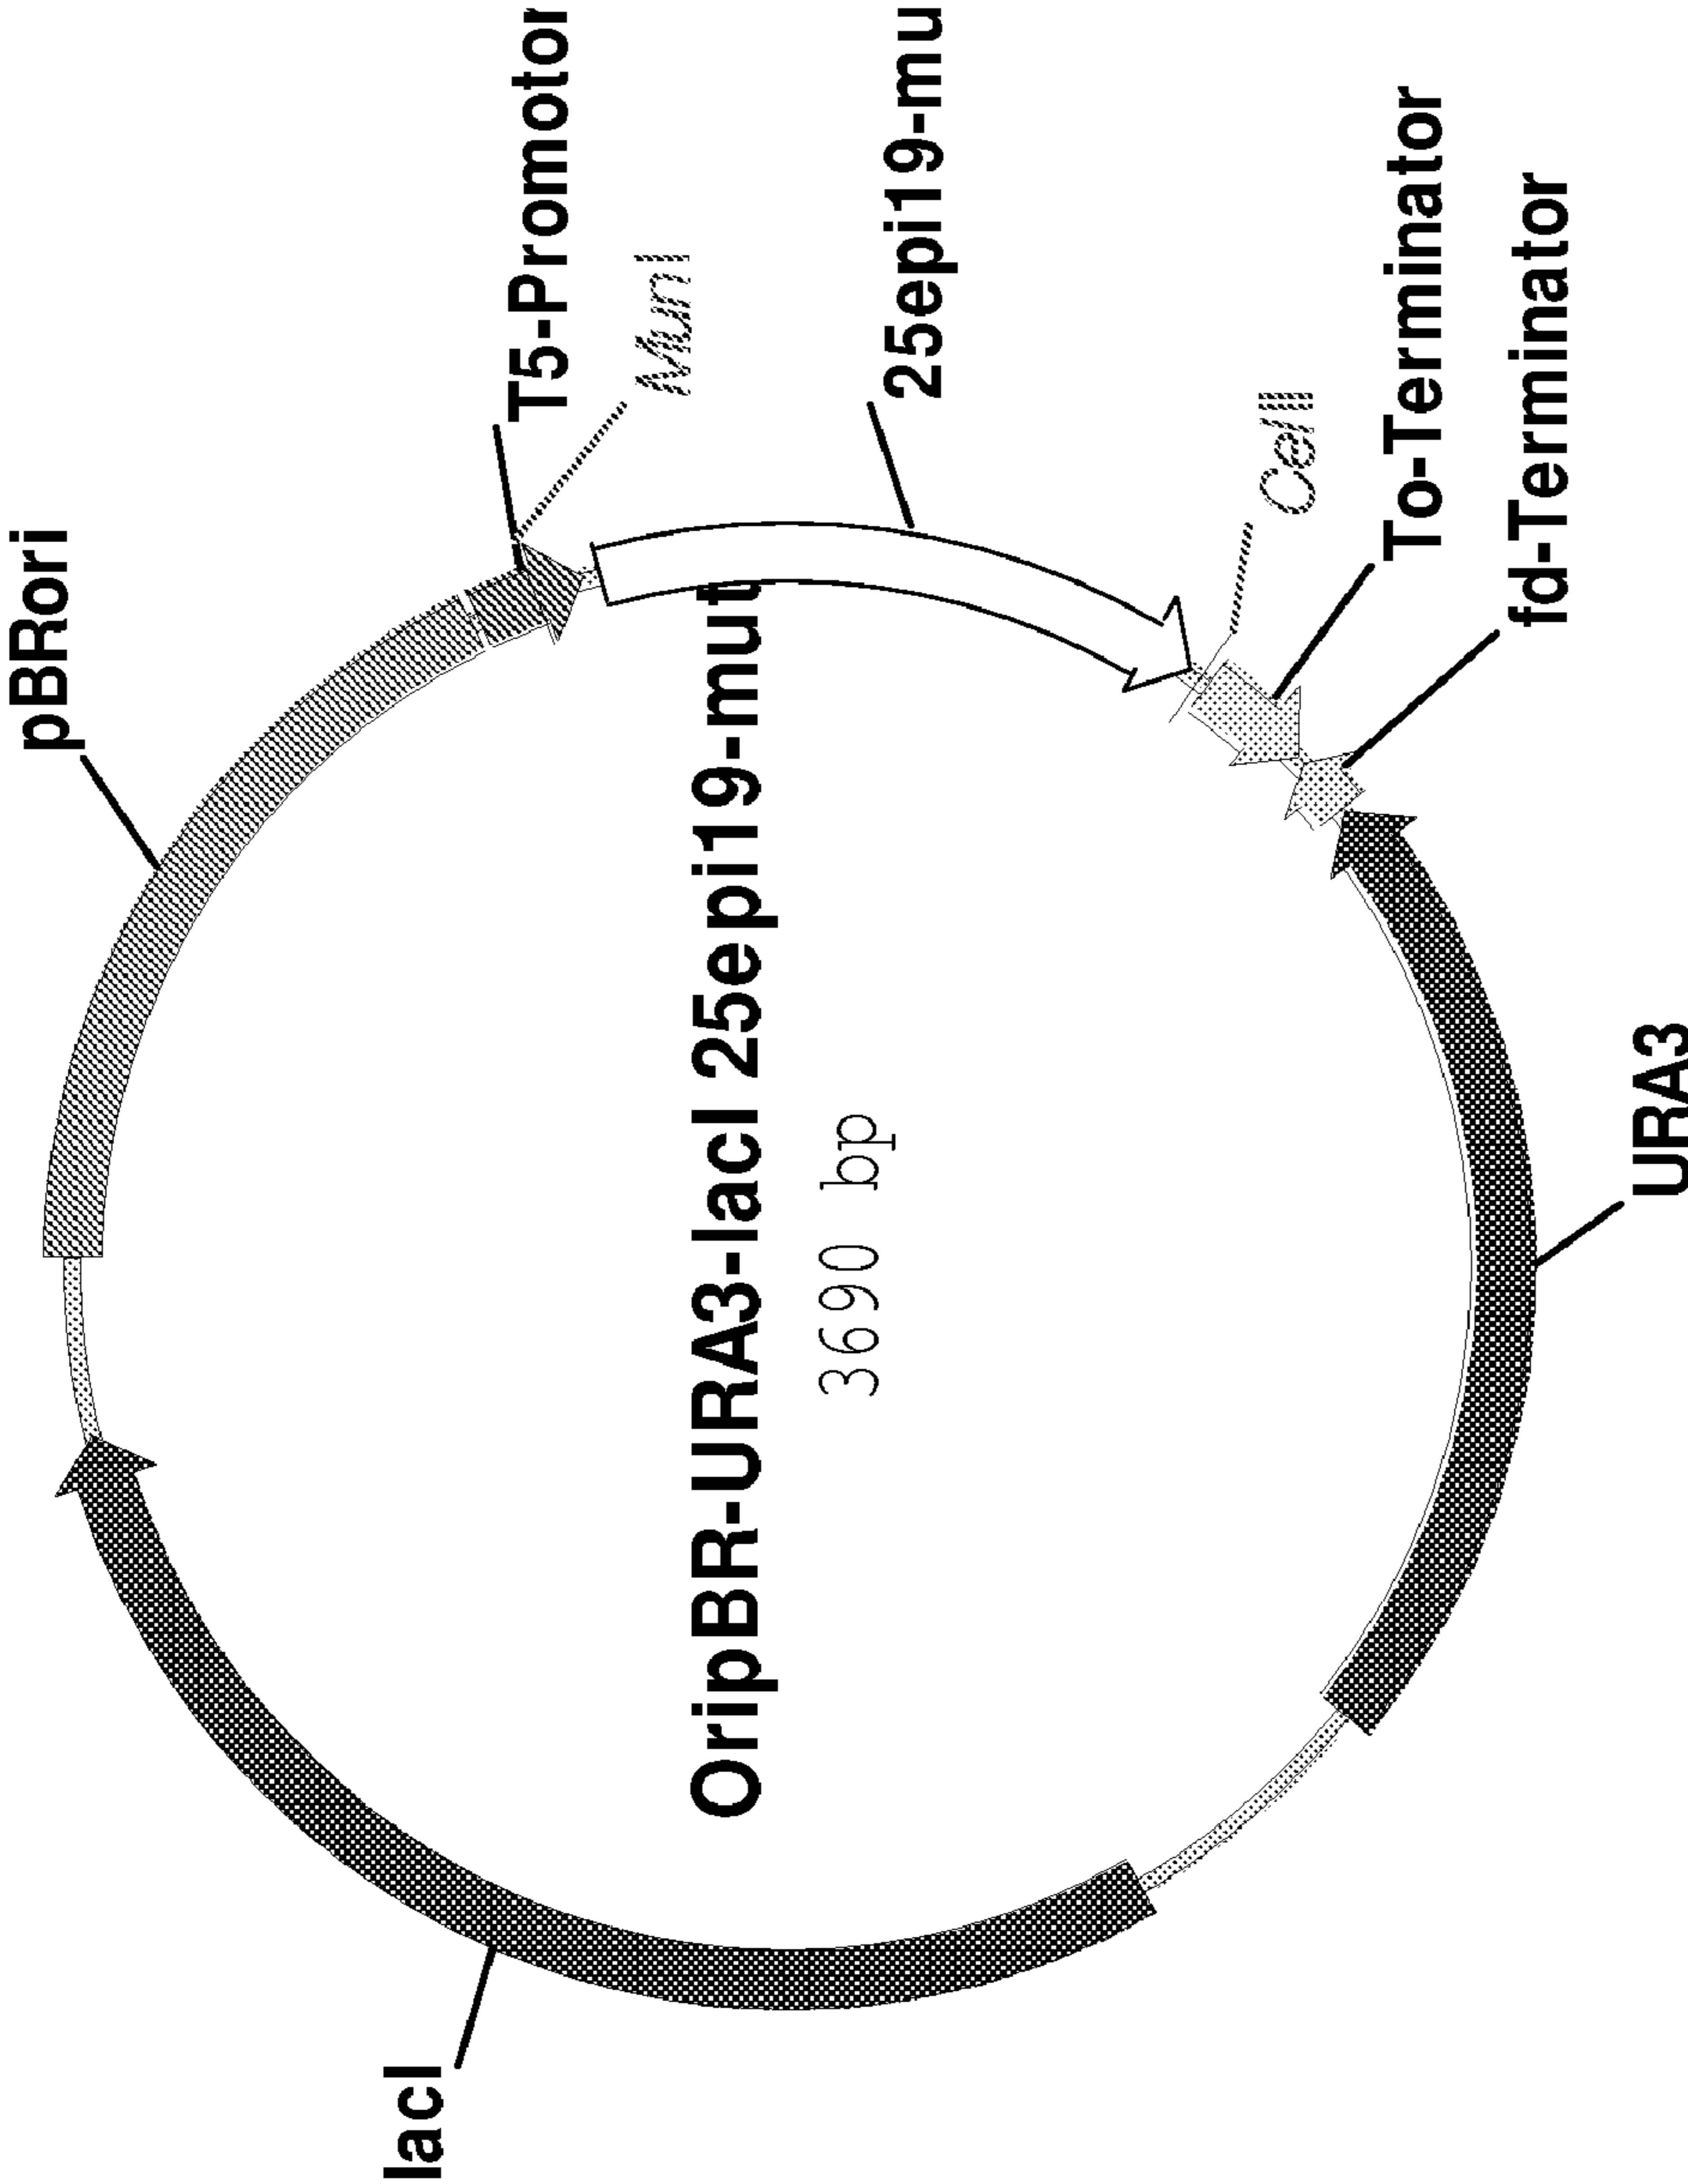 pBRori
lacI
T5-Promotor
MunI
OripBR-URA3-lacI 25epi19-mut
3690 bp
25epi19-mu
CelII
To-Terminator
fd-Terminator
URA3